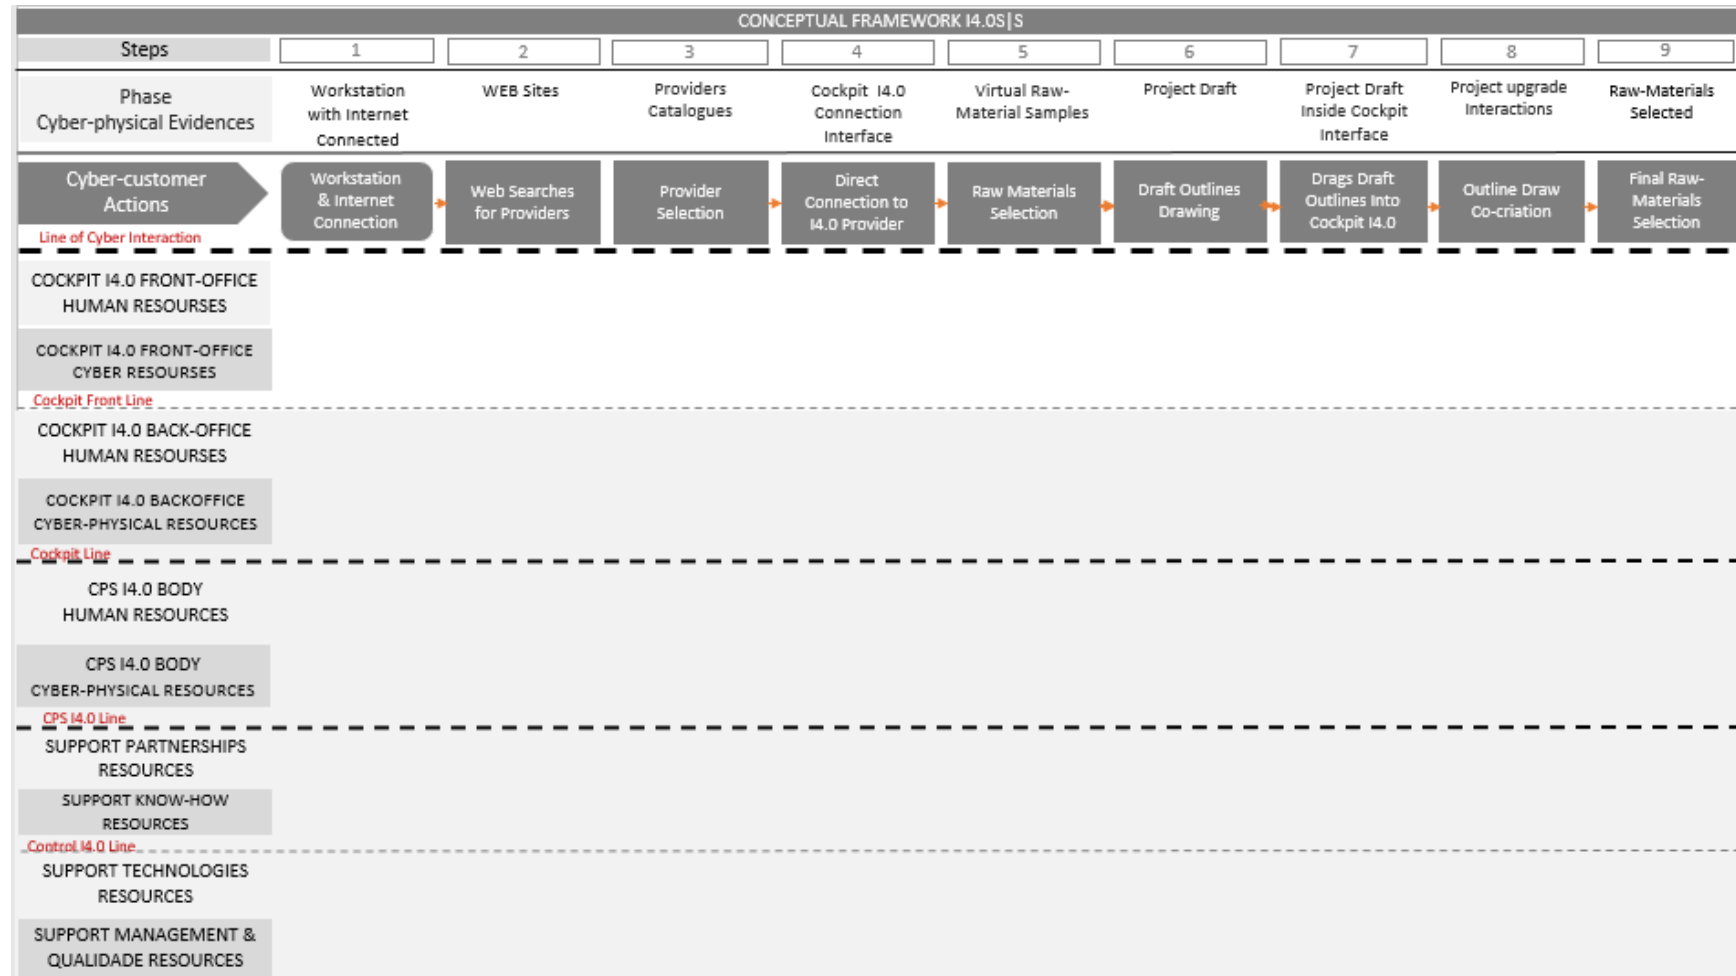 CONCEPTUAL FRAMEWORK I4.0S|S
Steps
1
2
3
4
5
6
7
8
9
Phase
Cyber-physical Evidences
Workstation
with Internet
Connected
WEB Sites
Providers
Catalogues
Cockpit I4.0
Connection
Interface
Virtual Raw-
Material Samples
Project Draft
Project Draft
Inside Cockpit
Interface
Project upgrade
Interactions
Raw-Materials
Selected
Cyber-customer
Actions
Workstation
& Internet
Connection
Web Searches
for Providers
Provider
Selection
Direct
Connection to
I4.0 Provider
Raw Materials
Selection
Draft Outlines
Drawing
Drags Draft
Outlines Into
Cockpit I4.0
Outline Draw
Co-criation
Final Raw-
Materials
Selection
Line of Cyber Interaction
COCKPIT I4.0 FRONT-OFFICE
HUMAN RESOURSES
COCKPIT I4.0 FRONT-OFFICE
CYBER RESOURSES
Cockpit Front Line
COCKPIT I4.0 BACK-OFFICE
HUMAN RESOURSES
COCKPIT I4.0 BACKOFFICE
CYBER-PHYSICAL RESOURCES
Cockpit Line
CPS I4.0 BODY
HUMAN RESOURCES
CPS I4.0 BODY
CYBER-PHYSICAL RESOURCES
CPS I4.0 Line
SUPPORT PARTNERSHIPS
RESOURCES
SUPPORT KNOW-HOW
RESOURCES
Control I4.0 Line
SUPPORT TECHNOLOGIES
RESOURCES
SUPPORT MANAGEMENT &
QUALIDADE RESOURCES